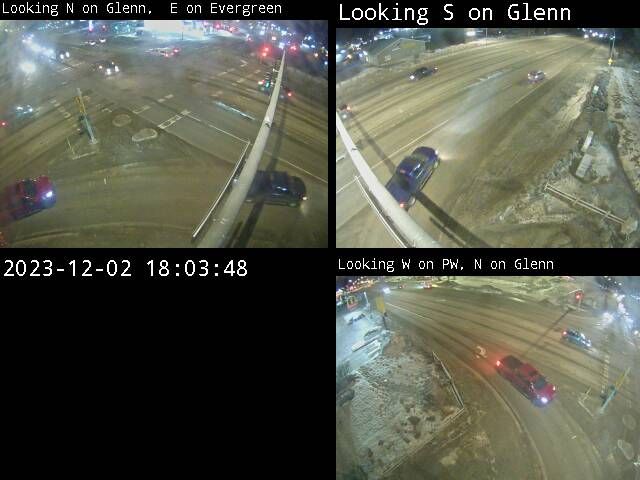 Looking N on Glenn, E on Evergreen
Looking S on Glenn
2023-12-02 18:03:48
Looking W on PW, N on Glenn